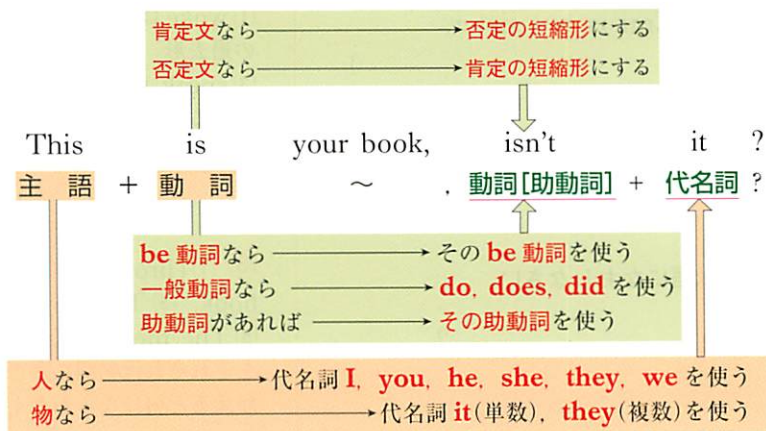 肯定文なら→否定の短縮形にする
否定文なら→肯定の短縮形にする
This is your book, isn't it ?
主語 + 動詞 ~ , 動詞[助動詞] + 代名詞 ?
be 動詞なら→その be 動詞を使う
一般動詞なら→do, does, did を使う
助動詞があれば→その助動詞を使う
人なら→代名詞 I, you, he, she, they, we を使う
物なら→代名詞 it(単数), they(複数)を使う